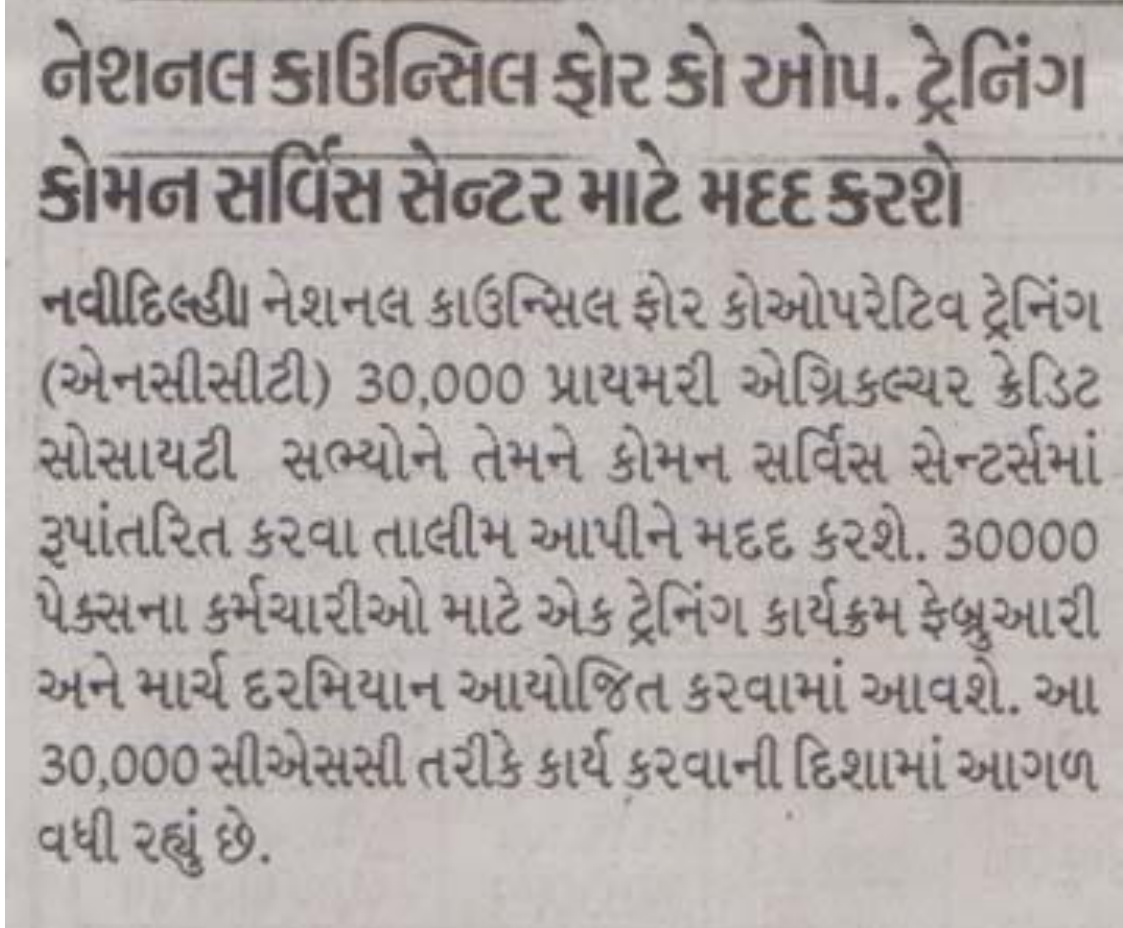 નેશનલ કાઉન્સિલ ફોર કો ઓપ. ટ્રેનિંગ
કોમન સર્વિસ સેન્ટર માટે મદદ કરશે
નવીદિલ્હી। નેશનલ કાઉન્સિલ ફોર કોઓપરેટિવ ટ્રેનિંગ
(એનસીસીટી) 30,000 પ્રાયમરી એગ્રિકલ્ચર ક્રેડિટ
સોસાયટી સભ્યોને તેમને કોમન સર્વિસ સેન્ટર્સમાં
રૂપાંતરિત કરવા તાલીમ આપીને મદદ કરશે. 30000
પેક્સના કર્મચારીઓ માટે એક ટ્રેનિંગ કાર્યક્રમ ફેબ્રુઆરી
અને માર્ચ દરમિયાન આયોજિત કરવામાં આવશે. આ
30,000 સીએસસી તરીકે કાર્ય કરવાની દિશામાં આગળ
વધી રહ્યું છે.